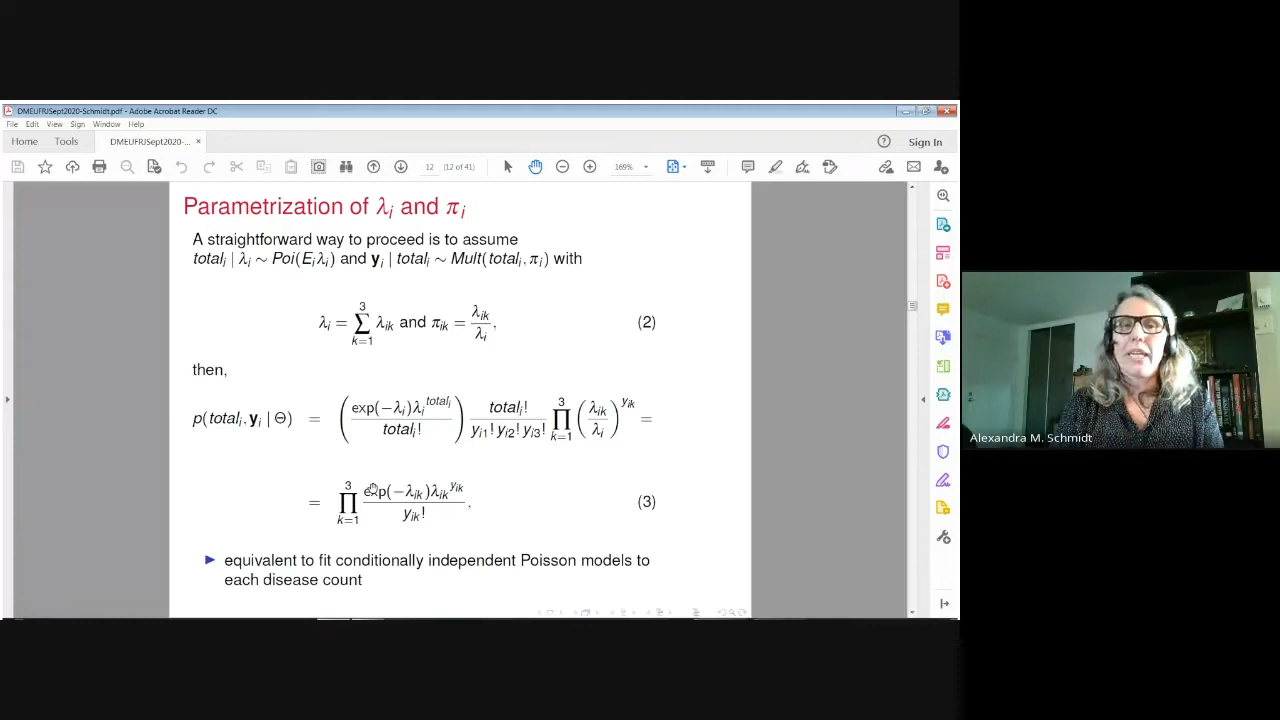 DMEUFRJSept2020-Schmidt.pdf - Adobe Acrobat Reader DC
File Edit View Sign Window Help
Home Tools DMEUFRJSept2020-... × Sign In
12 (12 of 41) 169%
Parametrization of λi and πi
A straightforward way to proceed is to assume
totali | λi ∼ Poi(Eiλi) and yi | totali ∼ Mult(totali, πi) with
λi = ∑_{k=1}^{3} λik and πik = λik/λi, (2)
then,
p(totali, yi | Θ) = (exp(−λi)λi^{totali} / totali!) totali!/(yi1! yi2! yi3!) ∏_{k=1}^{3} (λik/λi)^{yik} =
= ∏_{k=1}^{3} exp(−λik)λik^{yik} / yik!. (3)
► equivalent to fit conditionally independent Poisson models to
each disease count
Alexandra M. Schmidt